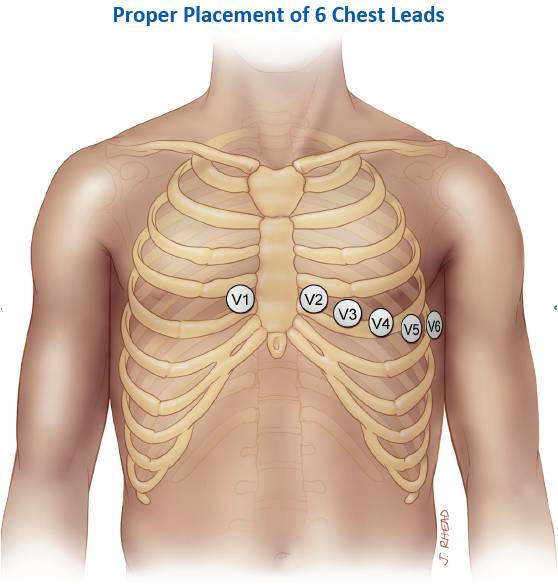 Proper Placement of 6 Chest Leads
V1
V2
V3
V4
V5
V6
J. RHEAD